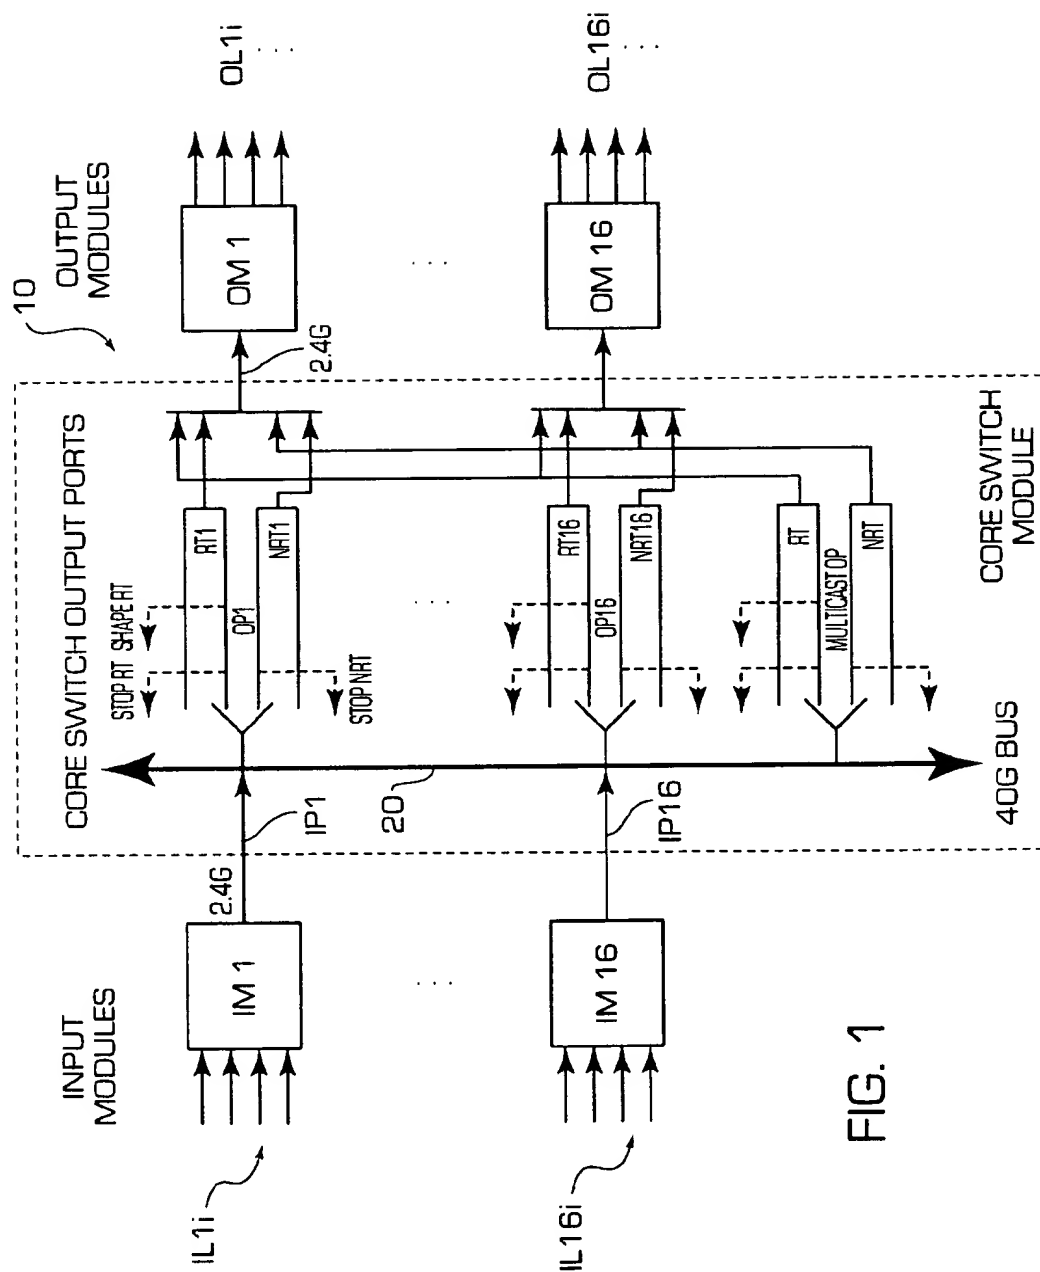 10
INPUT
MODULES
CORE SWITCH OUTPUT PORTS
OUTPUT
MODULES
IL1i
IM 1
2.4G
IP1
STOP RT
SHAPE RT
STOP NRT
RT1
OP1
NRT1
2.4G
OM 1
OL1i
. . .
. . .
. . .
. . .
20
IL16i
IM 16
IP16
RT16
OP16
NRT16
OM 16
OL16i
. . .
RT
MULTICAST OP
NRT
40G BUS
CORE SWITCH
MODULE
FIG. 1